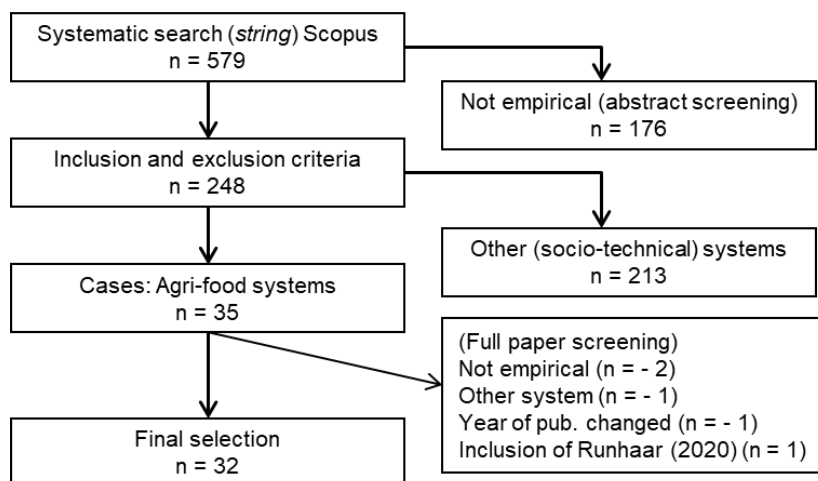 Systematic search (string) Scopus
n = 579
Not empirical (abstract screening)
n = 176
Inclusion and exclusion criteria
n = 248
Other (socio-technical) systems
n = 213
Cases: Agri-food systems
n = 35
(Full paper screening)
Not empirical (n = - 2)
Other system (n = - 1)
Year of pub. changed (n = - 1)
Inclusion of Runhaar (2020) (n = 1)
Final selection
n = 32